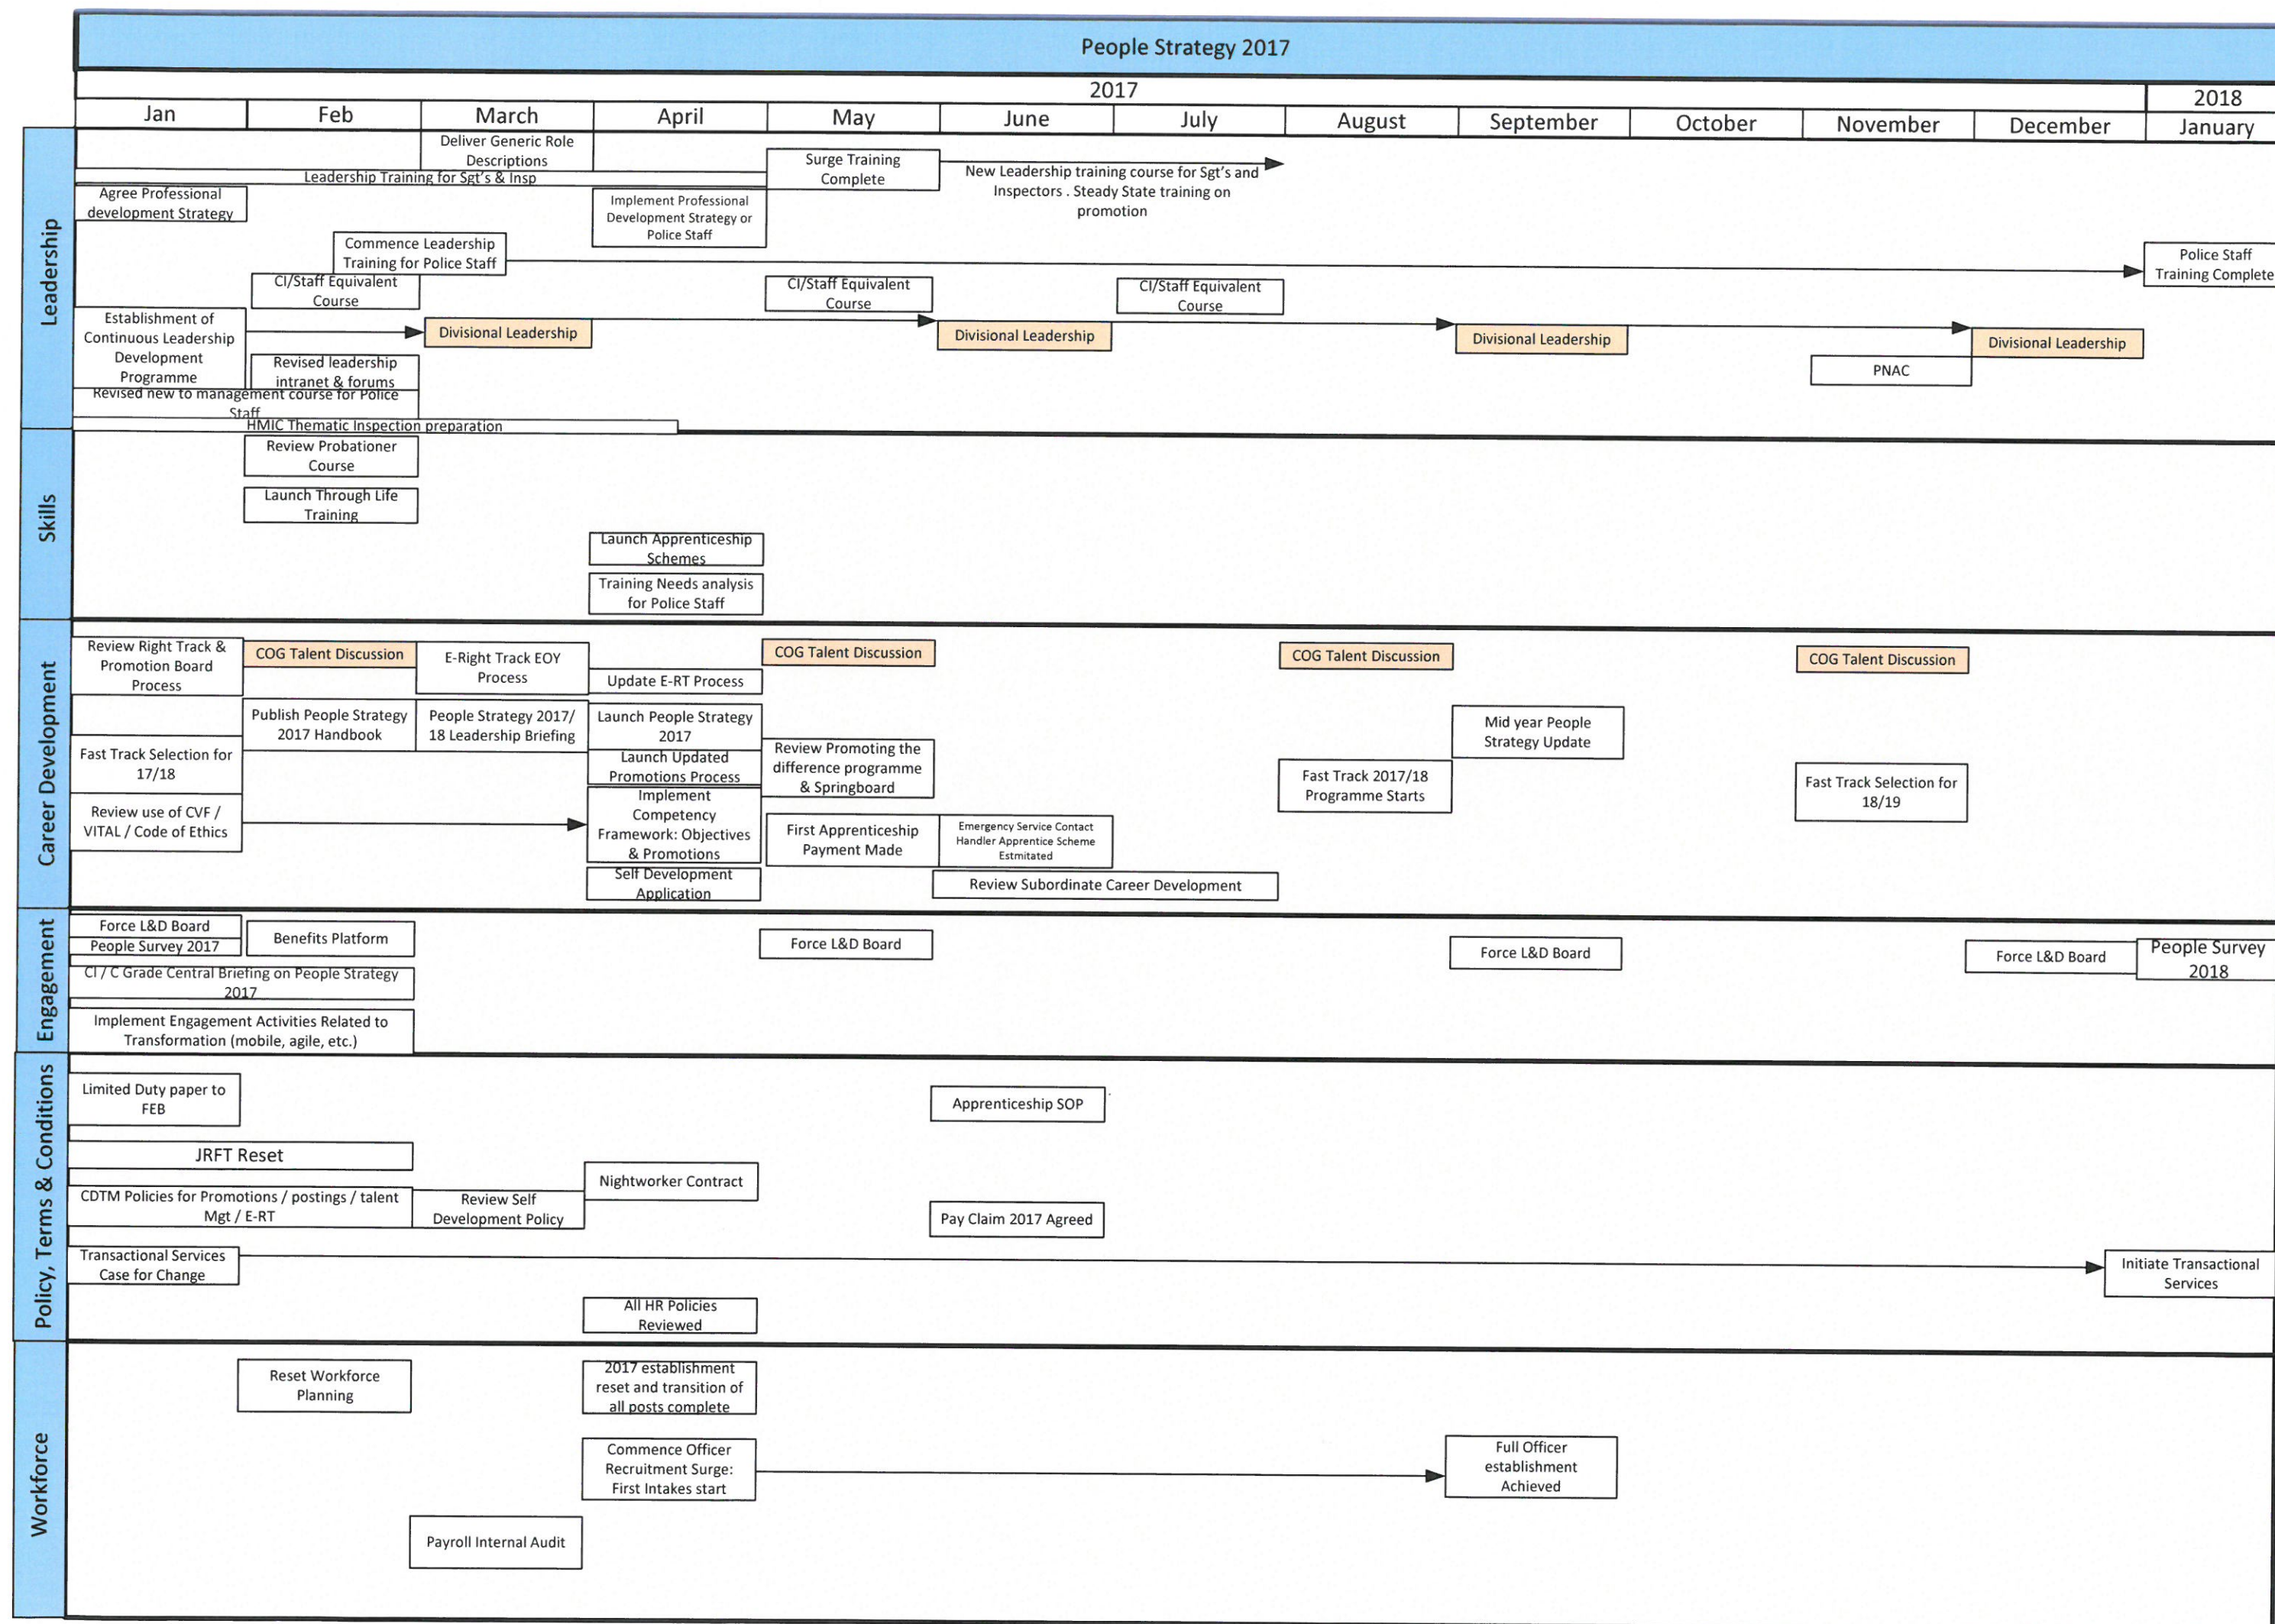 People Strategy 2017
2017
2018
Jan
Feb
March
April
May
June
July
August
September
October
November
December
January
Leadership
Deliver Generic Role
Descriptions
Leadership Training for Sgt's & Insp
Surge Training
Complete
New Leadership training course for Sgt's and
Inspectors . Steady State training on
promotion
Agree Professional
development Strategy
Implement Professional
Development Strategy or
Police Staff
Commence Leadership
Training for Police Staff
Police Staff
Training Complete
CI/Staff Equivalent
Course
CI/Staff Equivalent
Course
CI/Staff Equivalent
Course
Establishment of
Continuous Leadership
Development
Programme
Divisional Leadership
Divisional Leadership
Divisional Leadership
Divisional Leadership
Revised leadership
intranet & forums
PNAC
Revised new to management course for Police
Staff
HMIC Thematic Inspection preparation
Skills
Review Probationer
Course
Launch Through Life
Training
Launch Apprenticeship
Schemes
Training Needs analysis
for Police Staff
Career Development
Review Right Track &
Promotion Board
Process
COG Talent Discussion
E-Right Track EOY
Process
Update E-RT Process
COG Talent Discussion
COG Talent Discussion
COG Talent Discussion
Publish People Strategy
2017 Handbook
People Strategy 2017/
18 Leadership Briefing
Launch People Strategy
2017
Mid year People
Strategy Update
Fast Track Selection for
17/18
Launch Updated
Promotions Process
Review Promoting the
difference programme
& Springboard
Fast Track 2017/18
Programme Starts
Fast Track Selection for
18/19
Review use of CVF /
VITAL / Code of Ethics
Implement
Competency
Framework: Objectives
& Promotions
First Apprenticeship
Payment Made
Emergency Service Contact
Handler Apprentice Scheme
Estmitated
Self Development
Application
Review Subordinate Career Development
Engagement
Force L&D Board
People Survey 2017
Benefits Platform
Force L&D Board
Force L&D Board
Force L&D Board
People Survey
2018
CI / C Grade Central Briefing on People Strategy
2017
Implement Engagement Activities Related to
Transformation (mobile, agile, etc.)
Policy, Terms & Conditions
Limited Duty paper to
FEB
Apprenticeship SOP
JRFT Reset
Nightworker Contract
CDTM Policies for Promotions / postings / talent
Mgt / E-RT
Review Self
Development Policy
Pay Claim 2017 Agreed
Transactional Services
Case for Change
Initiate Transactional
Services
All HR Policies
Reviewed
Workforce
Reset Workforce
Planning
2017 establishment
reset and transition of
all posts complete
Commence Officer
Recruitment Surge:
First Intakes start
Full Officer
establishment
Achieved
Payroll Internal Audit